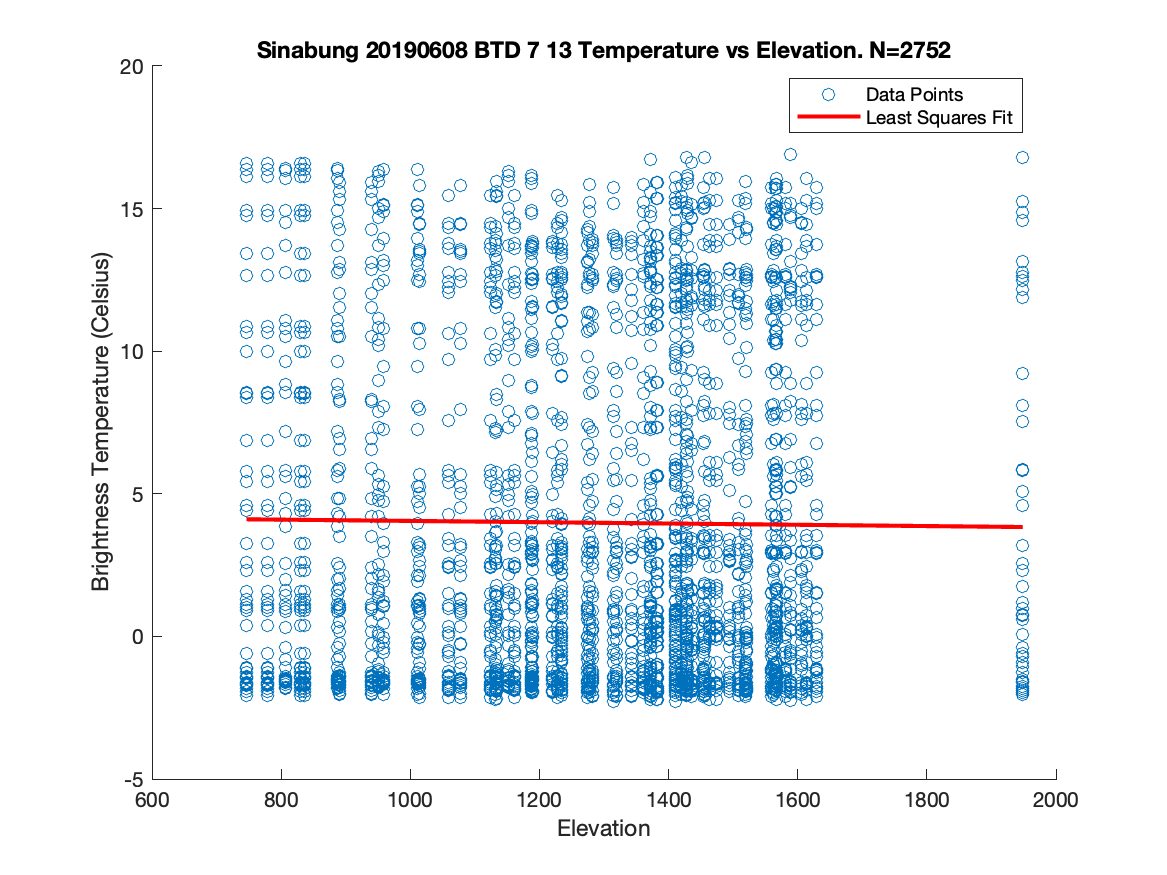 Sinabung 20190608 BTD 7 13 Temperature vs Elevation. N=2752
Data Points
Least Squares Fit
20
15
10
5
0
-5
Brightness Temperature (Celsius)
600 800 1000 1200 1400 1600 1800 2000
Elevation